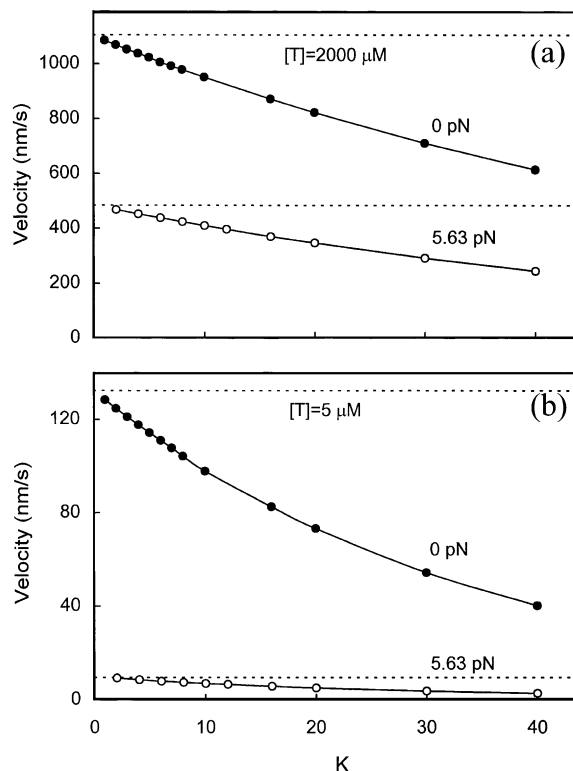 (a)
[T]=2000 μM
1000
0 pN
800
Velocity (nm/s)
600
400
5.63 pN
200
0
(b)
[T]=5 μM
120
Velocity (nm/s)
80
0 pN
40
5.63 pN
0
0 10 20 30 40
K